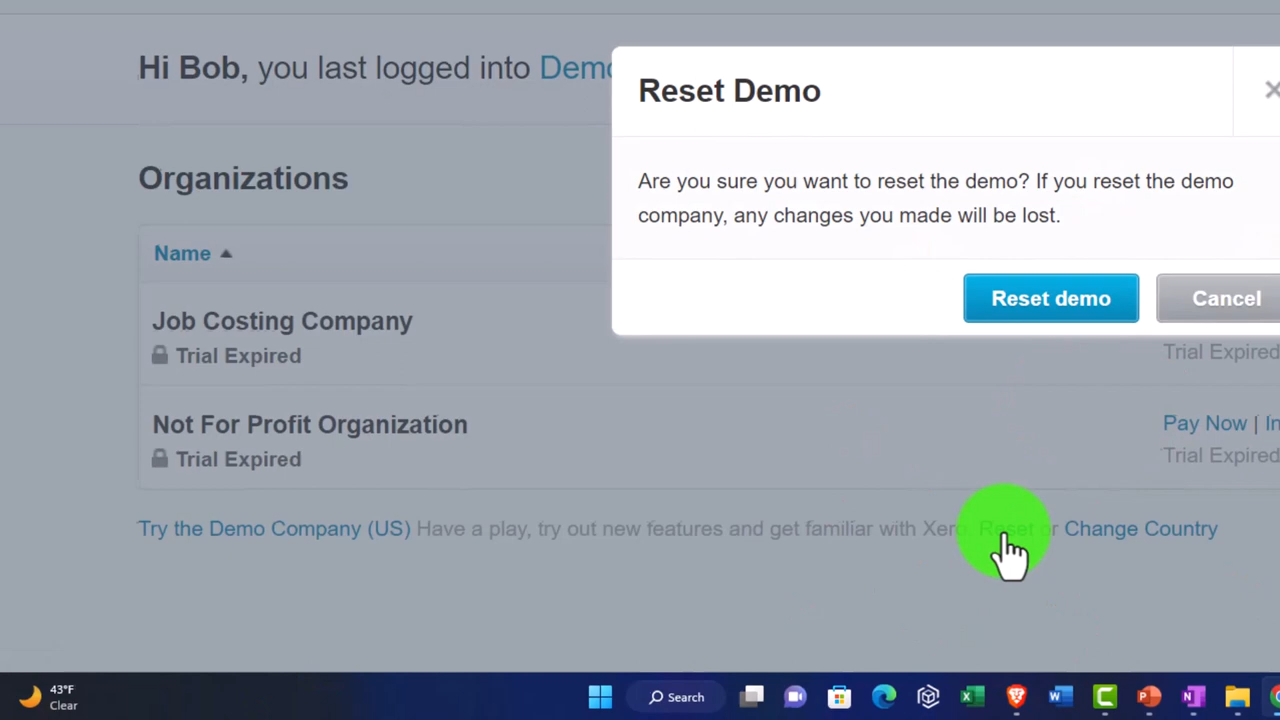 Hi Bob, you last logged into Demo
Reset Demo
Are you sure you want to reset the demo? If you reset the demo
company, any changes you made will be lost.
Reset demo
Cancel
Organizations
Name
Job Costing Company
Trial Expired
Trial Expired
Not For Profit Organization
Pay Now |
Trial Expired
Trial Expired
Try the Demo Company (US) Have a play, try out new features and get familiar with Xero. Reset or Change Country
43°F
Clear
Search